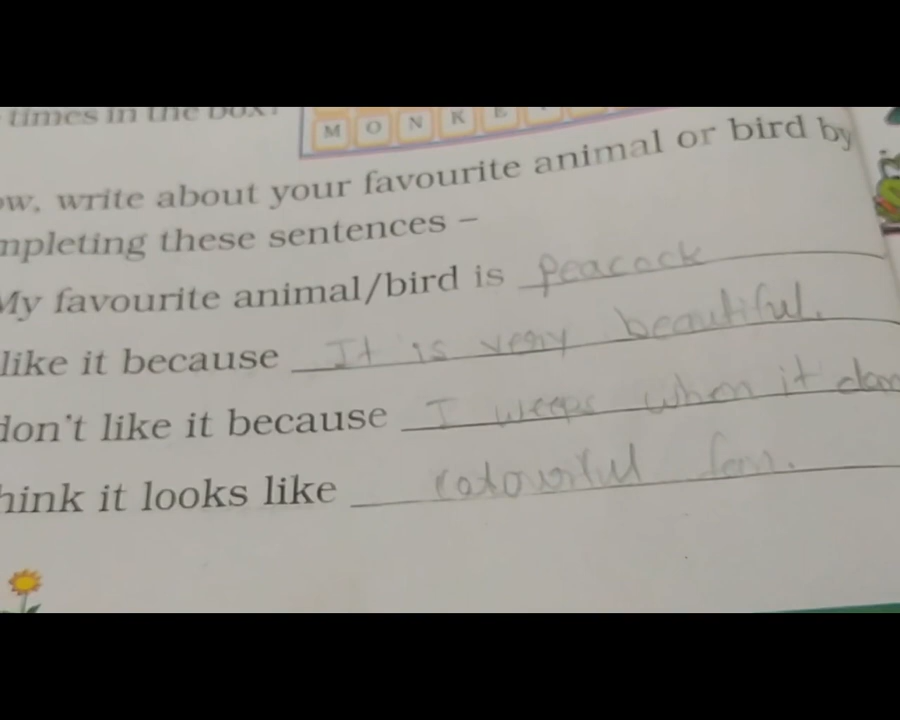 times in the box?
M O N K E
ow, write about your favourite animal or bird by
mpleting these sentences –
My favourite animal/bird is peacock
like it because It is very beautiful.
don't like it because I weeps when it dan
hink it looks like colourful fan.